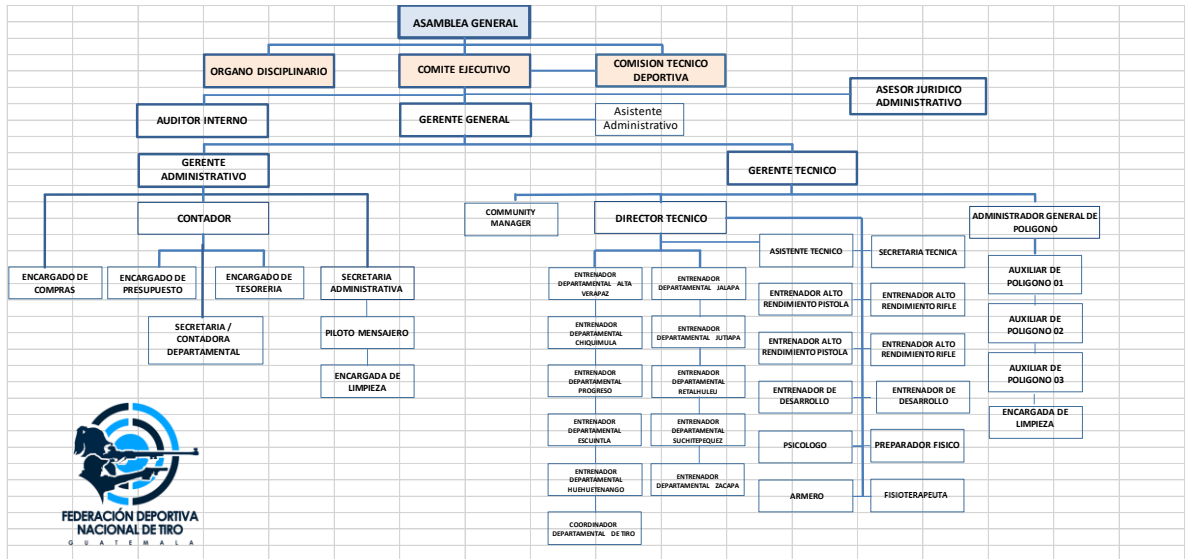 ASAMBLEA GENERAL
ORGANO DISCIPLINARIO
COMITE EJECUTIVO
COMISION TECNICO
DEPORTIVA
ASESOR JURIDICO
ADMINISTRATIVO
AUDITOR INTERNO
GERENTE GENERAL
Asistente
Administrativo
GERENTE
ADMINISTRATIVO
GERENTE TECNICO
CONTADOR
COMMUNITY
MANAGER
DIRECTOR TECNICO
ADMINISTRADOR GENERAL DE
POLIGONO
ENCARGADO DE
COMPRAS
ENCARGADO DE
PRESUPUESTO
ENCARGADO DE
TESORERIA
SECRETARIA
ADMINISTRATIVA
SECRETARIA /
CONTADORA
DEPARTAMENTAL
PILOTO MENSAJERO
ENCARGADA DE
LIMPIEZA
ENTRENADOR
DEPARTAMENTAL ALTA
VERAPAZ
ENTRENADOR
DEPARTAMENTAL JALAPA
ENTRENADOR
DEPARTAMENTAL
CHIQUIMULA
ENTRENADOR
DEPARTAMENTAL JUTIAPA
ENTRENADOR
DEPARTAMENTAL
PROGRESO
ENTRENADOR
DEPARTAMENTAL
RETALHULEU
ENTRENADOR
DEPARTAMENTAL
ESCUINTLA
ENTRENADOR
DEPARTAMENTAL
SUCHITEPEQUEZ
ENTRENADOR
DEPARTAMENTAL
HUEHUETENANGO
ENTRENADOR
DEPARTAMENTAL ZACAPA
COORDINADOR
DEPARTAMENTAL DE TIRO
ASISTENTE TECNICO
SECRETARIA TECNICA
ENTRENADOR ALTO
RENDIMIENTO PISTOLA
ENTRENADOR ALTO
RENDIMIENTO RIFLE
ENTRENADOR ALTO
RENDIMIENTO PISTOLA
ENTRENADOR ALTO
RENDIMIENTO RIFLE
ENTRENADOR DE
DESARROLLO
ENTRENADOR DE
DESARROLLO
PSICOLOGO
PREPARADOR FISICO
ARMERO
FISIOTERAPEUTA
AUXILIAR DE
POLIGONO 01
AUXILIAR DE
POLIGONO 02
AUXILIAR DE
POLIGONO 03
ENCARGADA DE
LIMPIEZA
FEDERACIÓN DEPORTIVA
NACIONAL DE TIRO
GUATEMALA